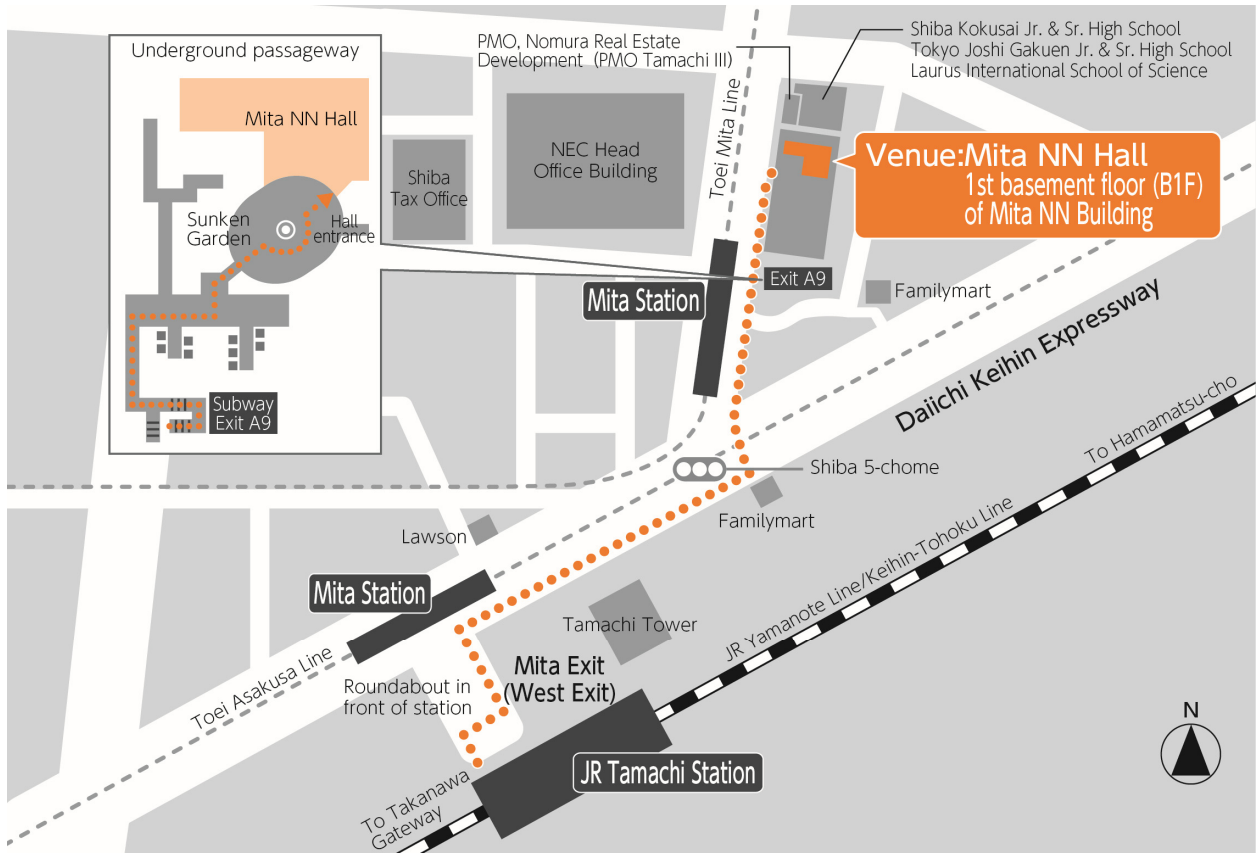 Underground passageway
Mita NN Hall
Sunken
Garden
Hall
entrance
Subway
Exit A9
PMO, Nomura Real Estate
Development (PMO Tamachi III)
Shiba Kokusai Jr. & Sr. High School
Tokyo Joshi Gakuen Jr. & Sr. High School
Laurus International School of Science
Toei Mita Line
Shiba
Tax Office
NEC Head
Office Building
Venue:Mita NN Hall
1st basement floor (B1F)
of Mita NN Building
Exit A9
Mita Station
Familymart
Daiichi Keihin Expressway
To Hamamatsu-cho
Shiba 5-chome
Familymart
Lawson
Mita Station
Tamachi Tower
JR Yamanote Line/Keihin-Tohoku Line
Toei Asakusa Line
Roundabout in
front of station
Mita Exit
(West Exit)
JR Tamachi Station
To Takanawa
Gateway
N